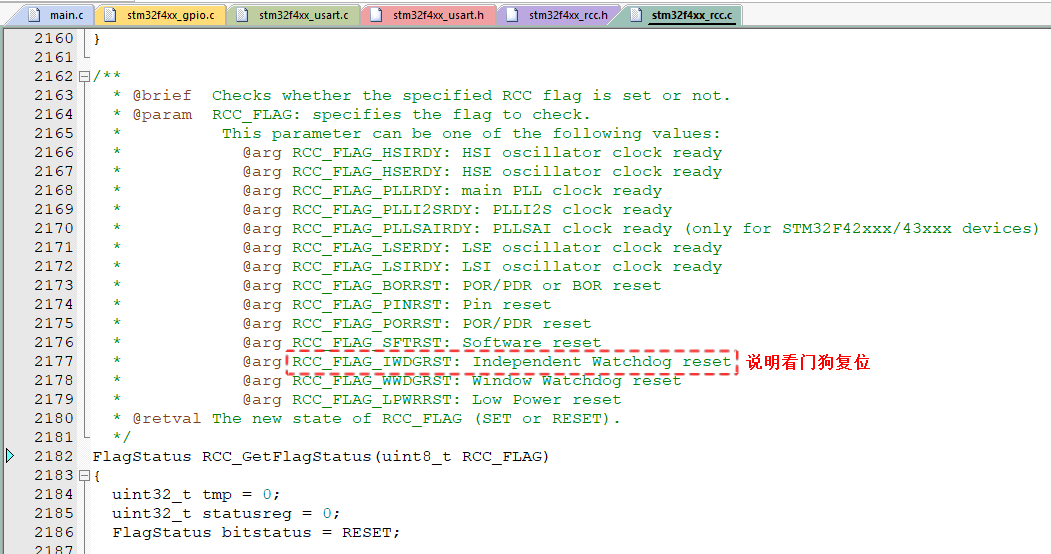 main.c stm32f4xx_gpio.c stm32f4xx_usart.c stm32f4xx_usart.h stm32f4xx_rcc.h stm32f4xx_rcc.c
2160 }
2161
2162 /**
2163 * @brief Checks whether the specified RCC flag is set or not.
2164 * @param RCC_FLAG: specifies the flag to check.
2165 * This parameter can be one of the following values:
2166 * @arg RCC_FLAG_HSIRDY: HSI oscillator clock ready
2167 * @arg RCC_FLAG_HSERDY: HSE oscillator clock ready
2168 * @arg RCC_FLAG_PLLRDY: main PLL clock ready
2169 * @arg RCC_FLAG_PLLI2SRDY: PLLI2S clock ready
2170 * @arg RCC_FLAG_PLLSAIRDY: PLLSAI clock ready (only for STM32F42xxx/43xxx devices)
2171 * @arg RCC_FLAG_LSERDY: LSE oscillator clock ready
2172 * @arg RCC_FLAG_LSIRDY: LSI oscillator clock ready
2173 * @arg RCC_FLAG_BORRST: POR/PDR or BOR reset
2174 * @arg RCC_FLAG_PINRST: Pin reset
2175 * @arg RCC_FLAG_PORRST: POR/PDR reset
2176 * @arg RCC_FLAG_SFTRST: Software reset
2177 * @arg RCC_FLAG_IWDGRST: Independent Watchdog reset 说明看门狗复位
2178 * @arg RCC_FLAG_WWDGRST: Window Watchdog reset
2179 * @arg RCC_FLAG_LPWRRST: Low Power reset
2180 * @retval The new state of RCC_FLAG (SET or RESET).
2181 */
2182 FlagStatus RCC_GetFlagStatus(uint8_t RCC_FLAG)
2183 {
2184 uint32_t tmp = 0;
2185 uint32_t statusreg = 0;
2186 FlagStatus bitstatus = RESET;
2187